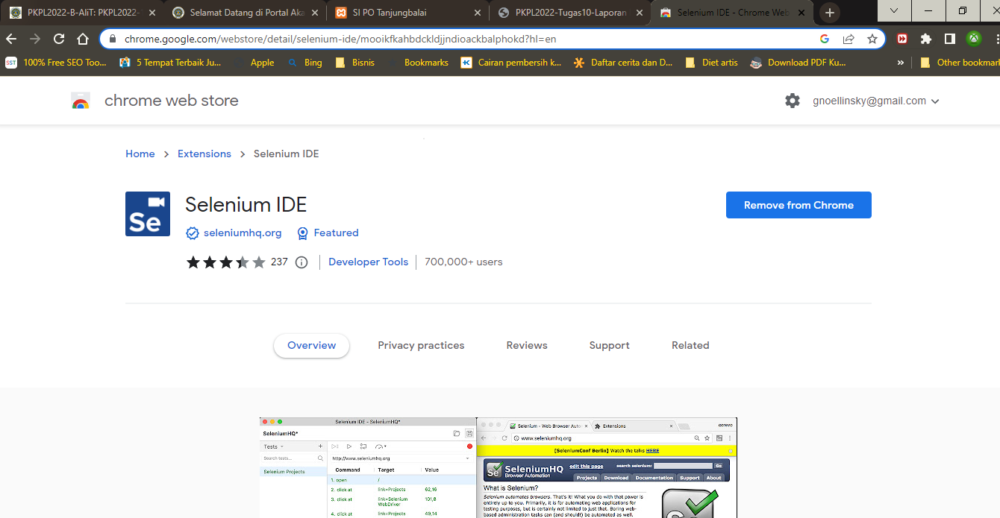 PKPL2022-B-AliT: PKPL2022-
Selamat Datang di Portal Aka
SI PO Tanjungbalai
PKPL2022-Tugas10-Laporan
Selenium IDE - Chrome Web
chrome.google.com/webstore/detail/selenium-ide/mooikfkahbdckldjjndioackbalphokd?hl=en
SST
100% Free SEO Too...
5 Tempat Terbaik Ju...
Apple
Bing
Bisnis
Bookmarks
Cairan pembersih k...
Daftar cerita dan D...
Diet artis
Download PDF Ku...
»
Other bookmark
chrome web store
gnoellinsky@gmail.com
Home > Extensions > Selenium IDE
Se
Selenium IDE
Remove from Chrome
seleniumhq.org
Featured
237
Developer Tools
700,000+ users
Overview
Privacy practices
Reviews
Support
Related
Selenium IDE - SeleniumHQ*
SeleniumHQ*
Tests
Search tests...
Selenium Projects
http://www.seleniumhq.org
Command Target Value
1. open /
2. click at link=Projects 62,16
3. click at link=Selenium WebDriver 101,8
4. click at link=Projects 49,14
Selenium - Web Browser Auto
Extensions
corevo
www.seleniumhq.org
[SeleniumConf Berlin] Watch the talks HERE
Se
SeleniumHQ
Browser Automation
edit this page
search selenium:
Go
Projects Download Documentation Support About
What is Selenium?
Selenium automates browsers. That's it! What you do with that power is
entirely up to you. Primarily, it is for automating web applications for
testing purposes, but is certainly not limited to just that. Boring web-
based administration tasks can (and should!) be automated as well.